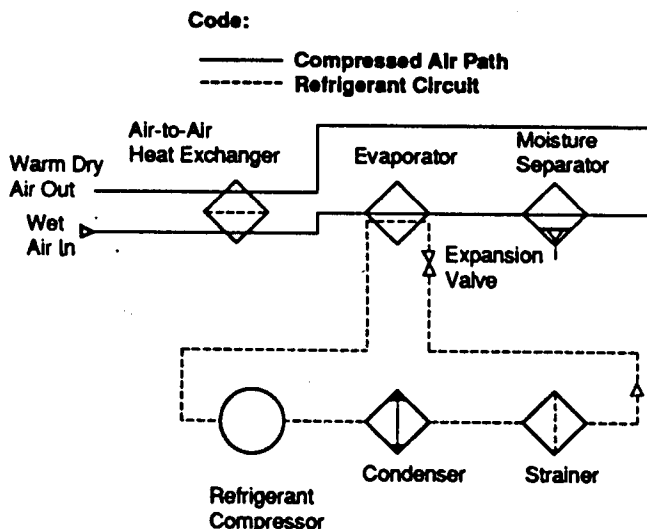 Code:
Compressed Air Path
Refrigerant Circuit
Air-to-Air
Heat Exchanger
Evaporator
Moisture
Separator
Warm Dry
Air Out
Wet
Air In
Expansion
Valve
Condenser
Strainer
Refrigerant
Compressor